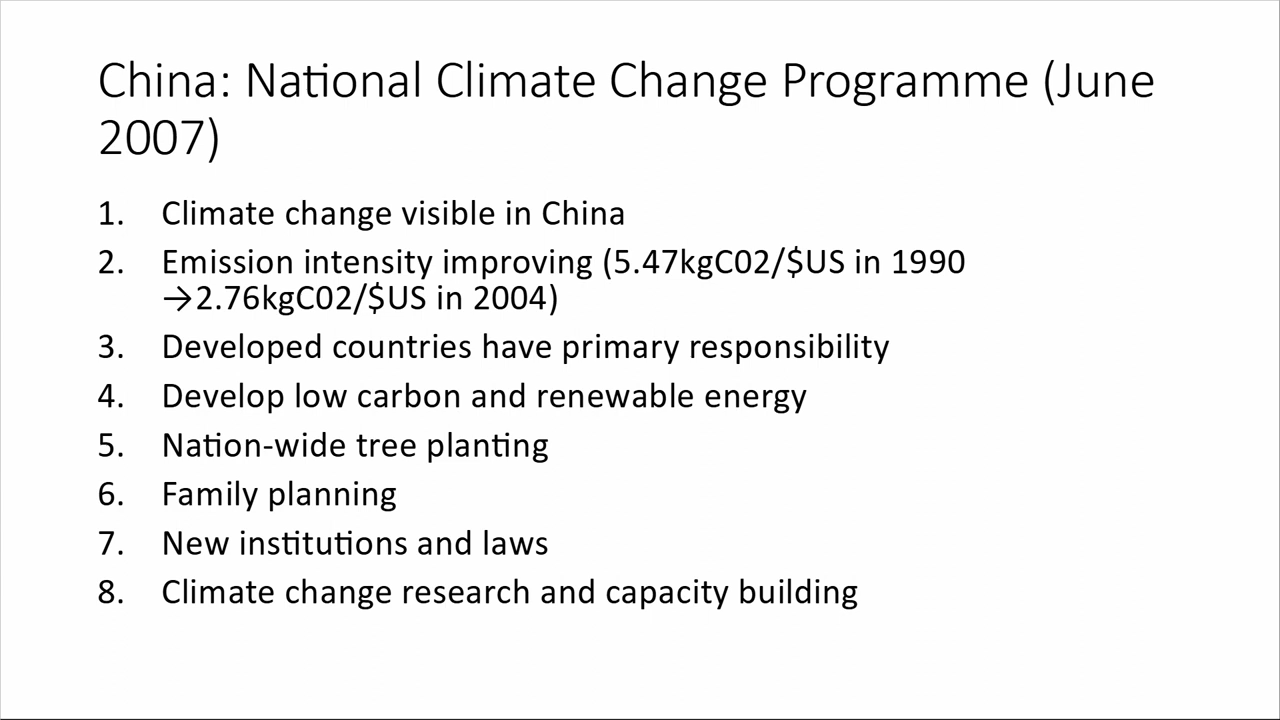 China: National Climate Change Programme (June
2007)
1. Climate change visible in China
2. Emission intensity improving (5.47kgC02/$US in 1990
→2.76kgC02/$US in 2004)
3. Developed countries have primary responsibility
4. Develop low carbon and renewable energy
5. Nation-wide tree planting
6. Family planning
7. New institutions and laws
8. Climate change research and capacity building